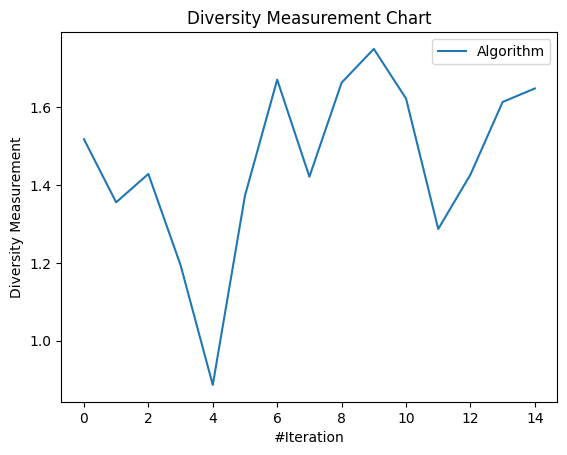 Diversity Measurement Chart
Algorithm
Diversity Measurement
1.6
1.4
1.2
1.0
0 2 4 6 8 10 12 14
#Iteration